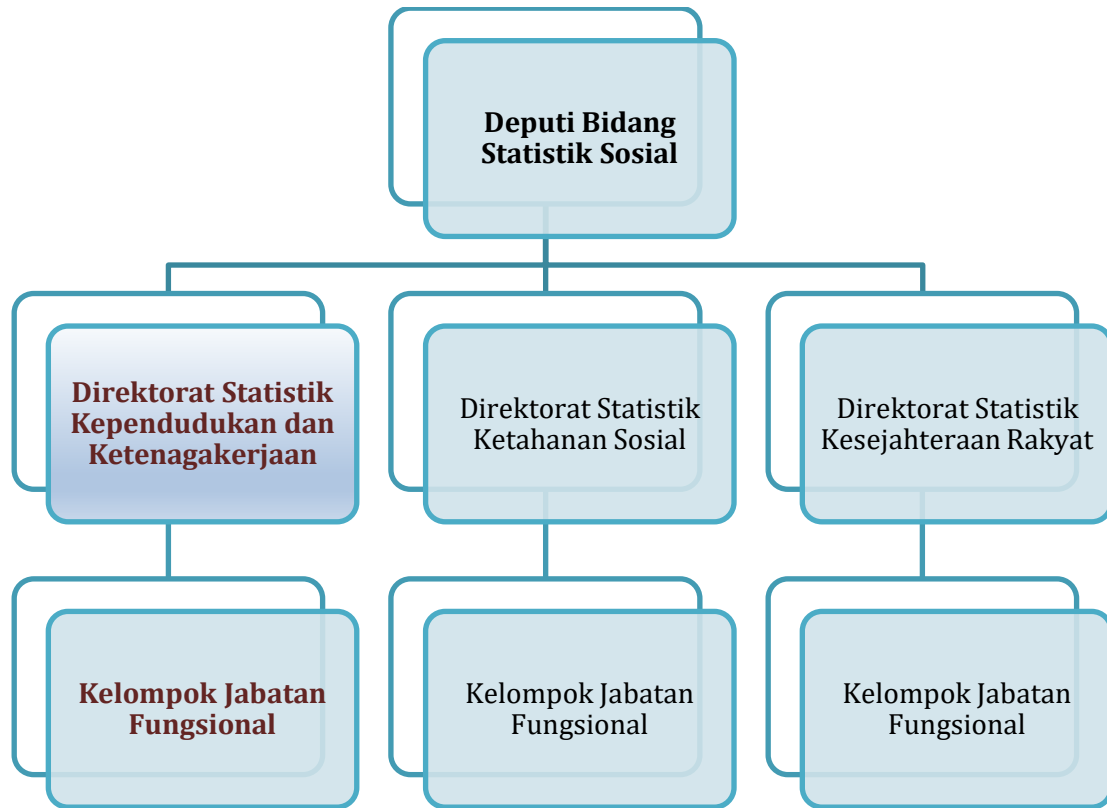 Deputi Bidang
Statistik Sosial
Direktorat Statistik
Kependudukan dan
Ketenagakerjaan
Direktorat Statistik
Ketahanan Sosial
Direktorat Statistik
Kesejahteraan Rakyat
Kelompok Jabatan
Fungsional
Kelompok Jabatan
Fungsional
Kelompok Jabatan
Fungsional